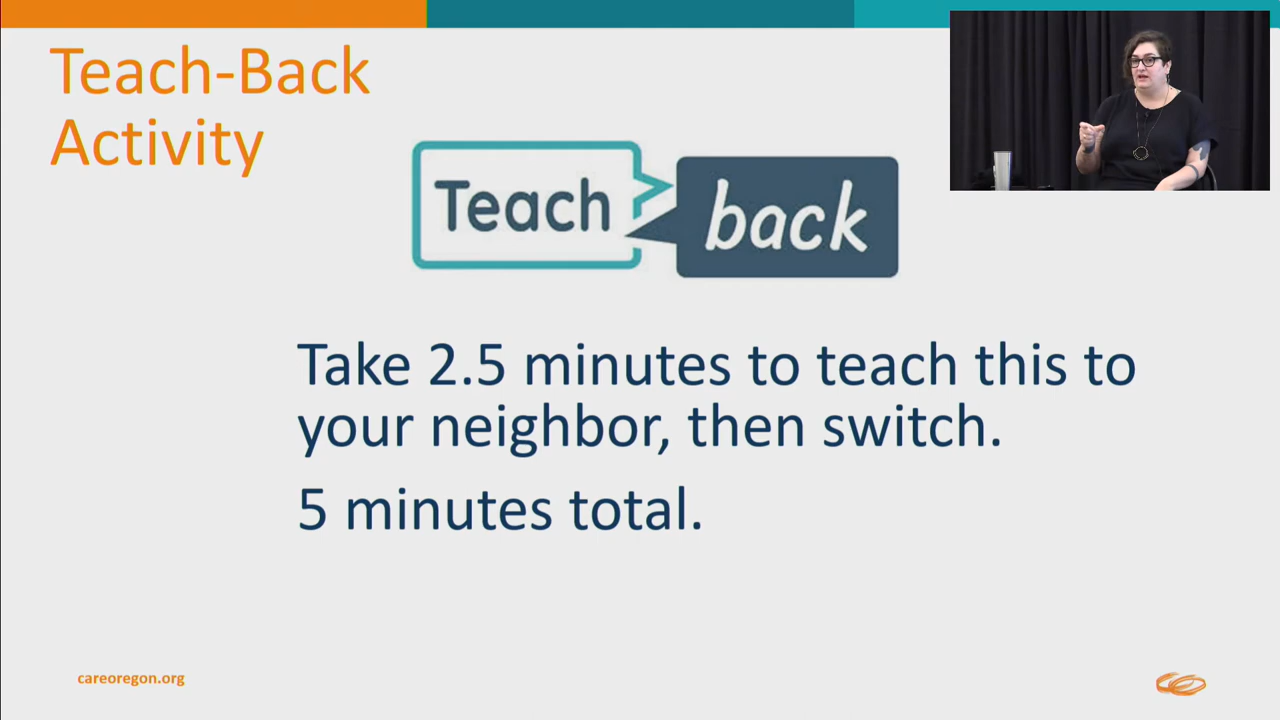 Teach-Back
Activity
Teach
back
Take 2.5 minutes to teach this to
your neighbor, then switch.
5 minutes total.
careoregon.org